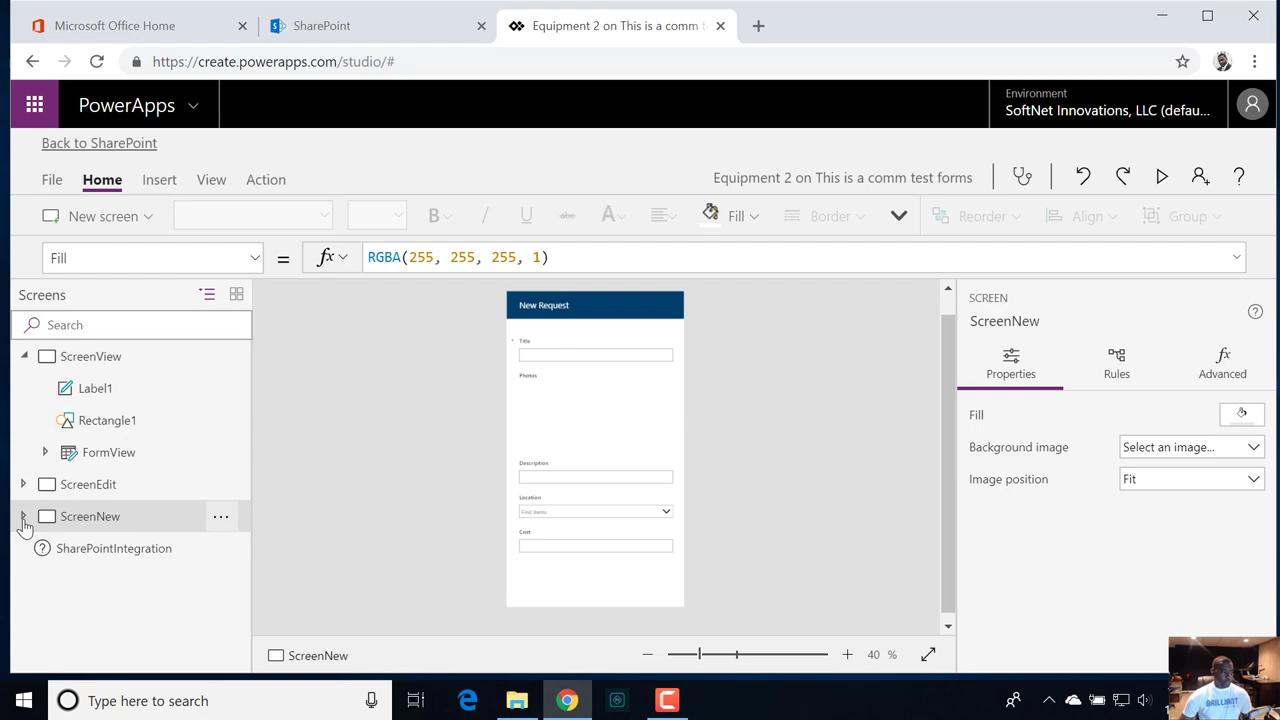 Microsoft Office Home
SharePoint
Equipment 2 on This is a comm t
https://create.powerapps.com/studio/#
PowerApps
Environment
SoftNet Innovations, LLC (defau...
Back to SharePoint
File Home Insert View Action
Equipment 2 on This is a comm test forms
New screen
B / U abc A
Fill
Border
Reorder
Align
Group
Fill = fx RGBA(255, 255, 255, 1)
Screens
Search
ScreenView
Label1
Rectangle1
FormView
ScreenEdit
ScreenNew ...
SharePointIntegration
New Request
* Title
Photos
Description
Location
Find items
Cost
SCREEN
ScreenNew
Properties
Rules
fx
Advanced
Fill
Background image Select an image...
Image position Fit
ScreenNew
40 %
Type here to search
BRILLIANT